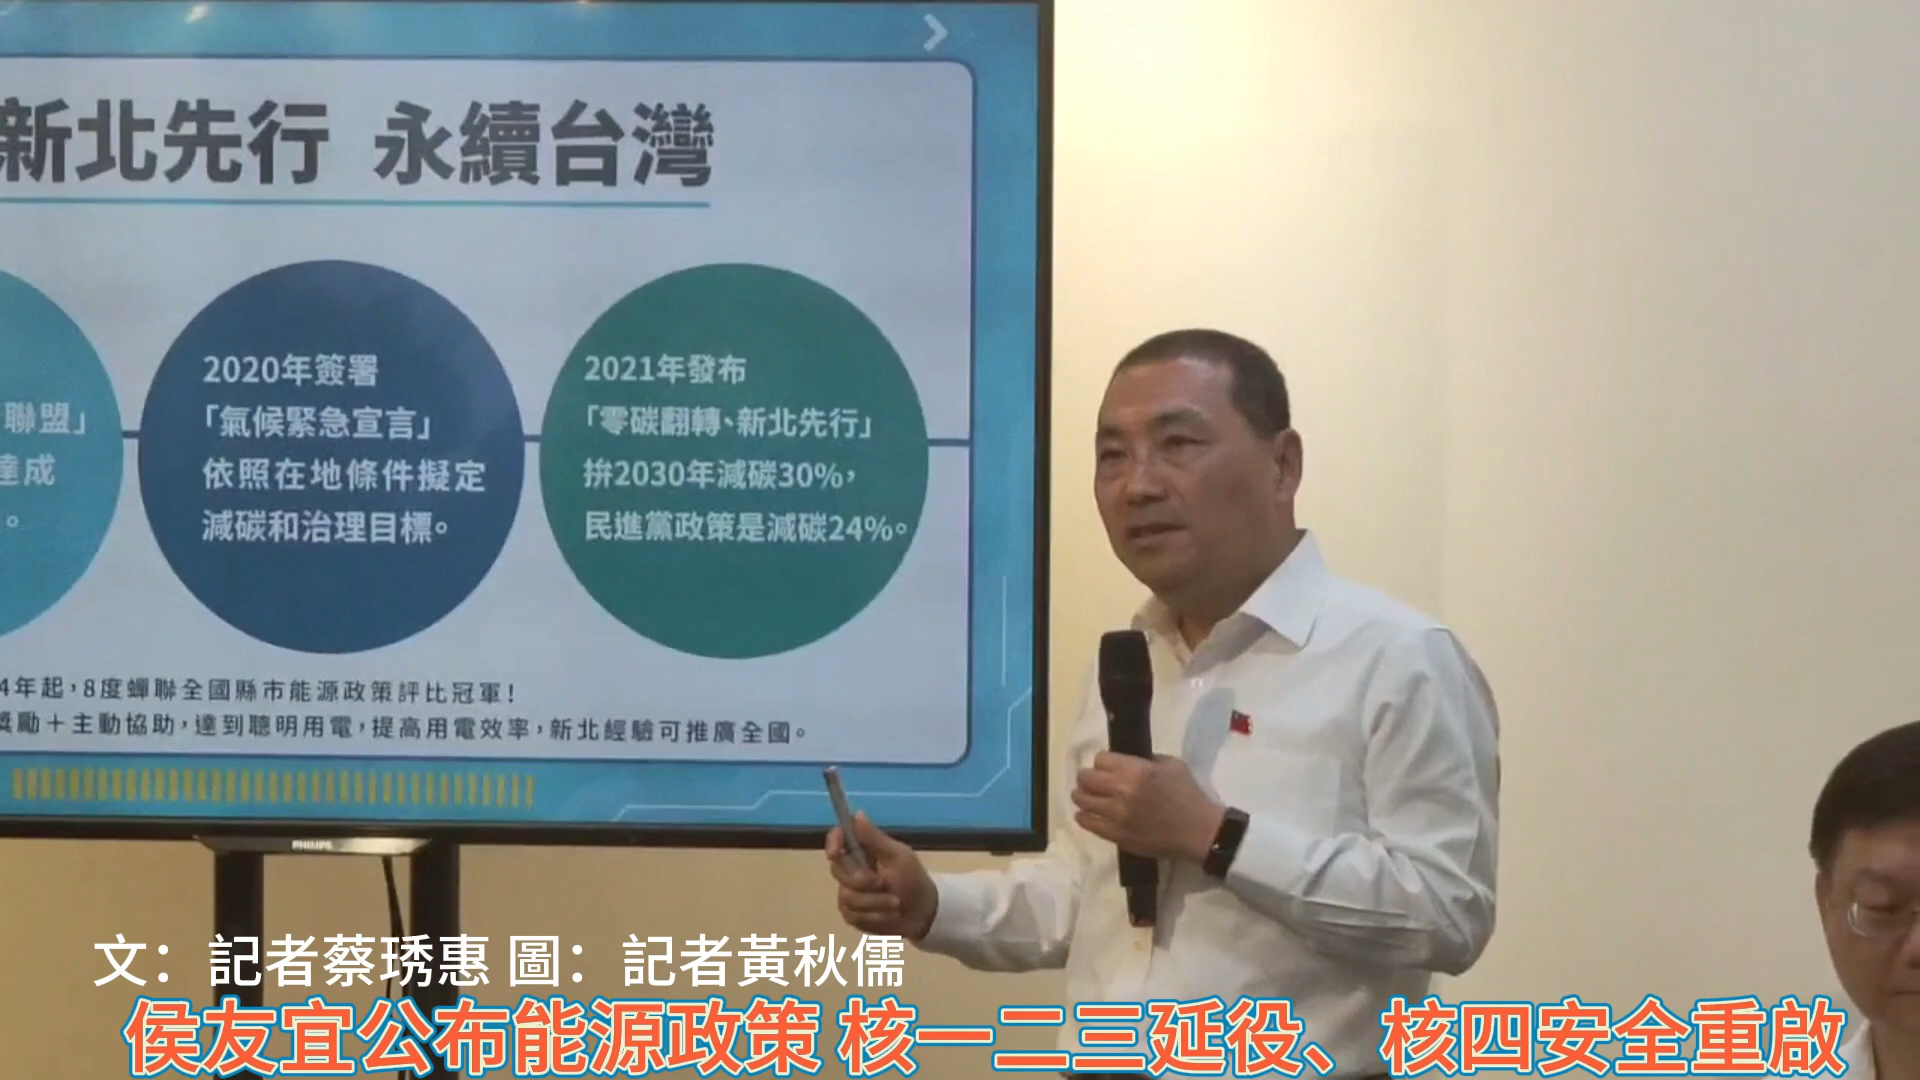 新北先行 永續台灣
聯盟」
達成
。
2020年簽署
「氣候緊急宣言」
依照在地條件擬定
減碳和治理目標。
2021年發布
「零碳翻轉、新北先行」
拚2030年減碳30%,
民進黨政策是減碳24%。
4年起,8度蟬聯全國縣市能源政策評比冠軍!
獎勵+主動協助,達到聰明用電,提高用電效率,新北經驗可推廣全國。
PHILIPS
文：記者蔡琇惠 圖：記者黃秋儒
侯友宜公布能源政策 核一二三延役、核四安全重啟